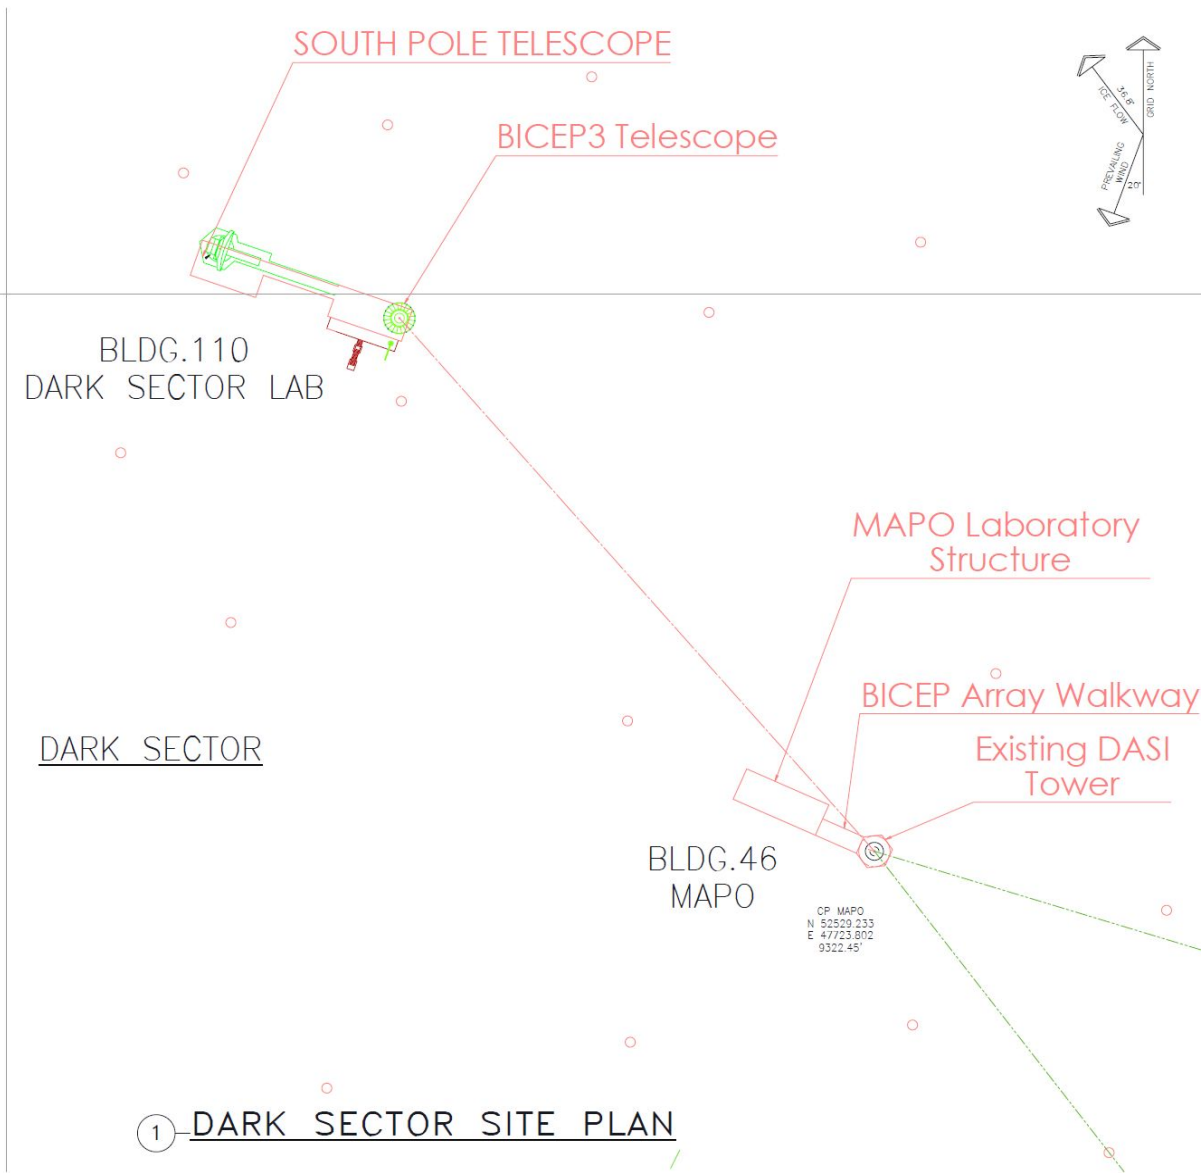 SOUTH POLE TELESCOPE
BICEP3 Telescope
GRID NORTH
36.8°
ICE FLOW
PREVAILING
WIND
20°
BLDG.110
DARK SECTOR LAB
MAPO Laboratory
Structure
BICEP Array Walkway
DARK SECTOR
Existing DASI
Tower
BLDG.46
MAPO
CP MAPO
N 52529.233
E 47723.802
9322.45'
1 DARK SECTOR SITE PLAN